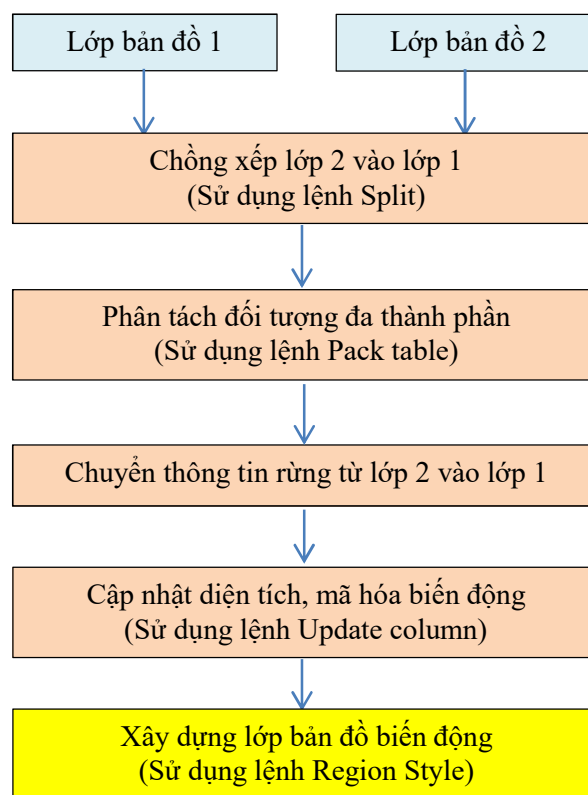 Lớp bản đồ 1
Lớp bản đồ 2
Chồng xếp lớp 2 vào lớp 1
(Sử dụng lệnh Split)
Phân tách đối tượng đa thành phần
(Sử dụng lệnh Pack table)
Chuyển thông tin rừng từ lớp 2 vào lớp 1
Cập nhật diện tích, mã hóa biến động
(Sử dụng lệnh Update column)
Xây dựng lớp bản đồ biến động
(Sử dụng lệnh Region Style)